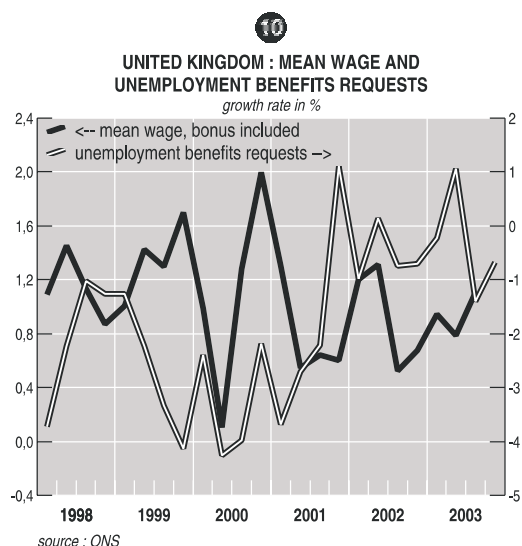 10
UNITED KINGDOM : MEAN WAGE AND
UNEMPLOYMENT BENEFITS REQUESTS
growth rate in %
<-- mean wage, bonus included
unemployment benefits requests -->
2,4
2,0
1,6
1,2
0,8
0,4
0,0
-0,4
2
1
0
-1
-2
-3
-4
-5
1998 1999 2000 2001 2002 2003
source : ONS